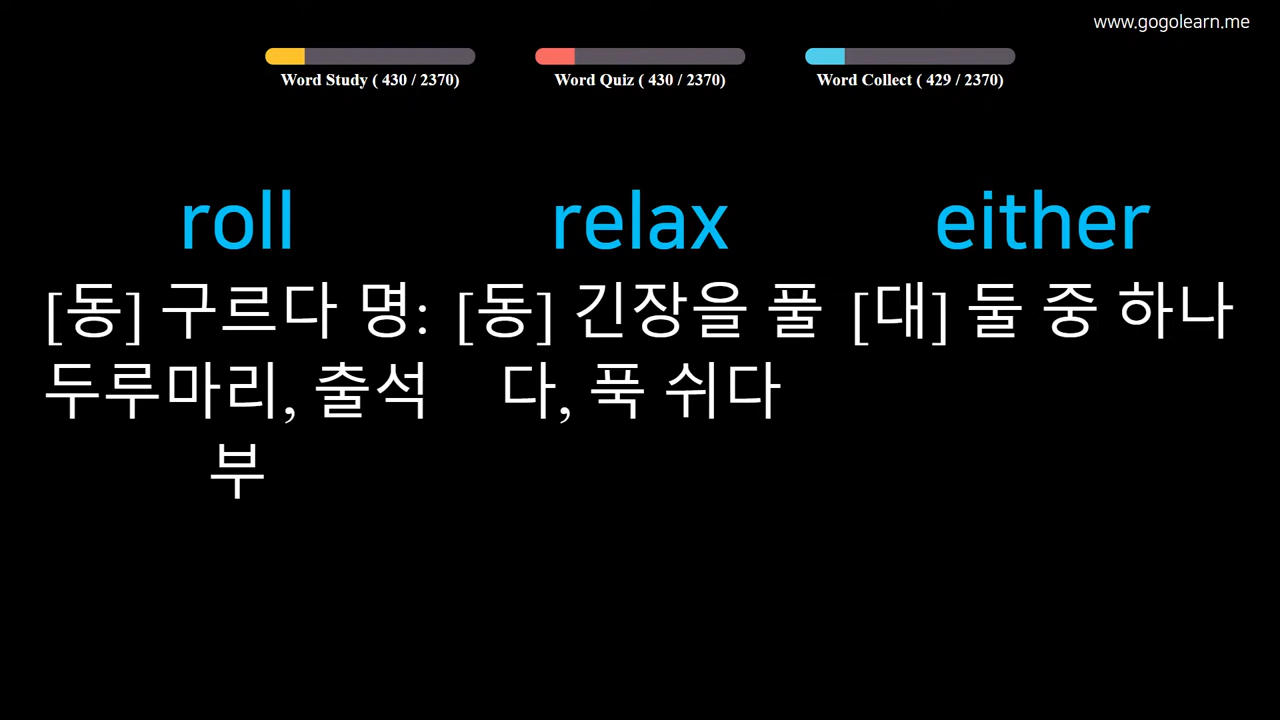 www.gogolearn.me
Word Study ( 430 / 2370)
Word Quiz ( 430 / 2370)
Word Collect ( 429 / 2370)
roll
[동] 구르다 명:
두루마리, 출석
부
relax
[동] 긴장을 풀
다, 푹 쉬다
either
[대] 둘 중 하나